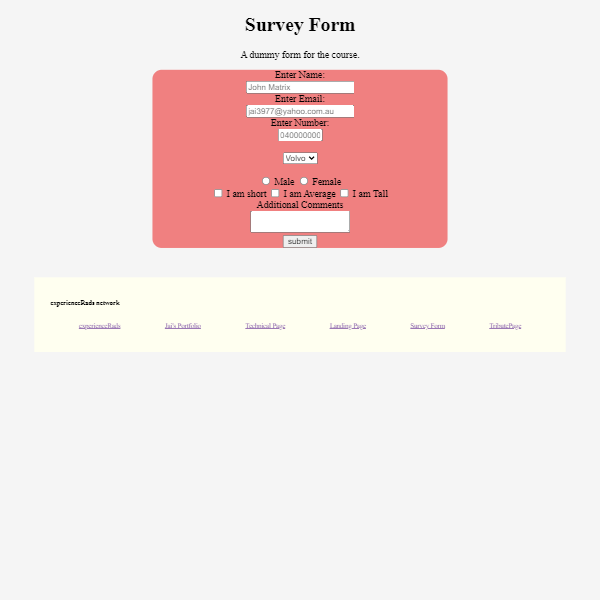 Survey Form
A dummy form for the course.
Enter Name:
John Matrix
Enter Email:
jai3977@yahoo.com.au
Enter Number:
040000000
Volvo
Male Female
I am short I am Average I am Tall
Additional Comments
submit
experienceRads network
experienceRads Jai's Portfolio Technical Page Landing Page Survey Form TributePage